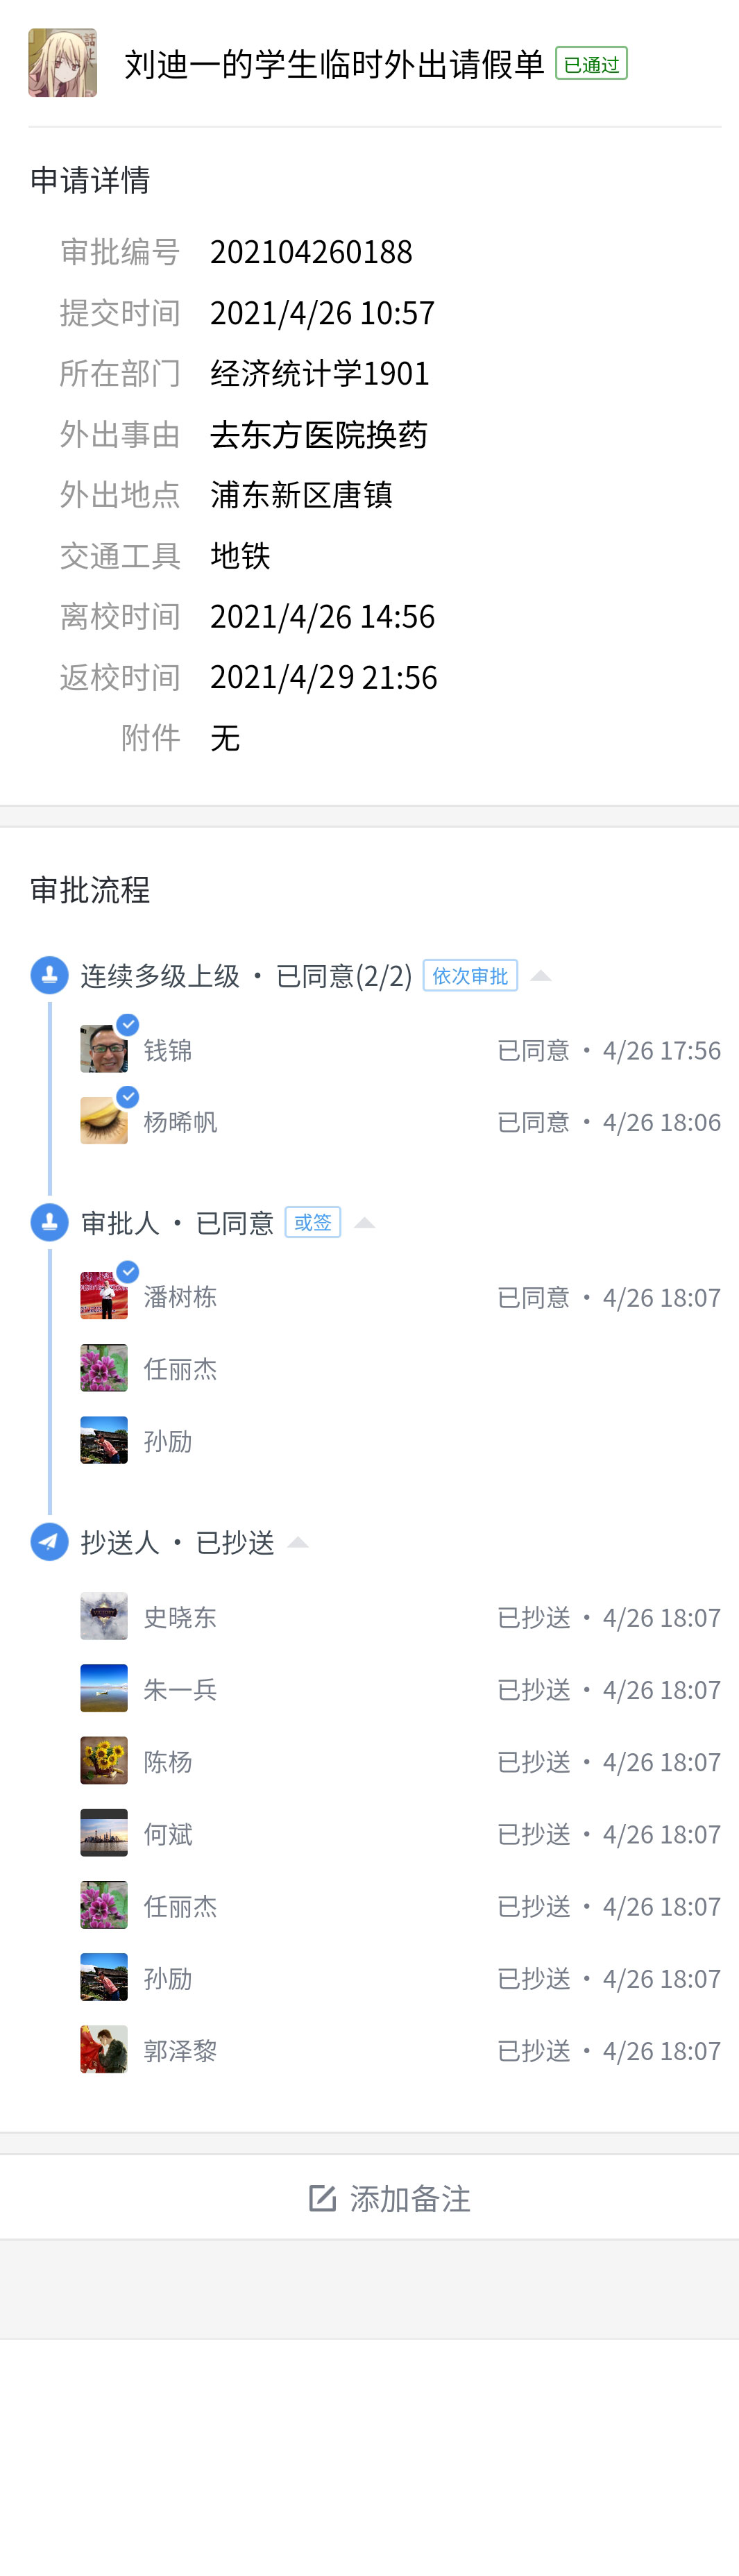 刘迪一的学生临时外出请假单 已通过
申请详情
审批编号 202104260188
提交时间 2021/4/26 10:57
所在部门 经济统计学1901
外出事由 去东方医院换药
外出地点 浦东新区唐镇
交通工具 地铁
离校时间 2021/4/26 14:56
返校时间 2021/4/29 21:56
附件 无
审批流程
连续多级上级 · 已同意(2/2) 依次审批
钱锦 已同意 · 4/26 17:56
杨晞帆 已同意 · 4/26 18:06
审批人 · 已同意 或签
潘树栋 已同意 · 4/26 18:07
任丽杰
孙励
抄送人 · 已抄送
史晓东 已抄送 · 4/26 18:07
朱一兵 已抄送 · 4/26 18:07
陈杨 已抄送 · 4/26 18:07
何斌 已抄送 · 4/26 18:07
任丽杰 已抄送 · 4/26 18:07
孙励 已抄送 · 4/26 18:07
郭泽黎 已抄送 · 4/26 18:07
添加备注